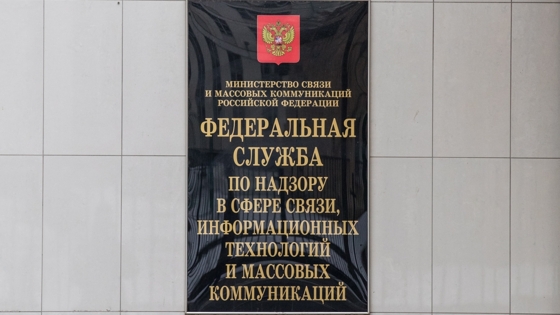 МИНИСТЕРСТВО СВЯЗИ
И МАССОВЫХ КОММУНИКАЦИЙ
РОССИЙСКОЙ ФЕДЕРАЦИИ
ФЕДЕРАЛЬНАЯ
СЛУЖБА
ПО НАДЗОРУ
В СФЕРЕ СВЯЗИ,
ИНФОРМАЦИОННЫХ
ТЕХНОЛОГИЙ
И МАССОВЫХ
КОММУНИКАЦИЙ